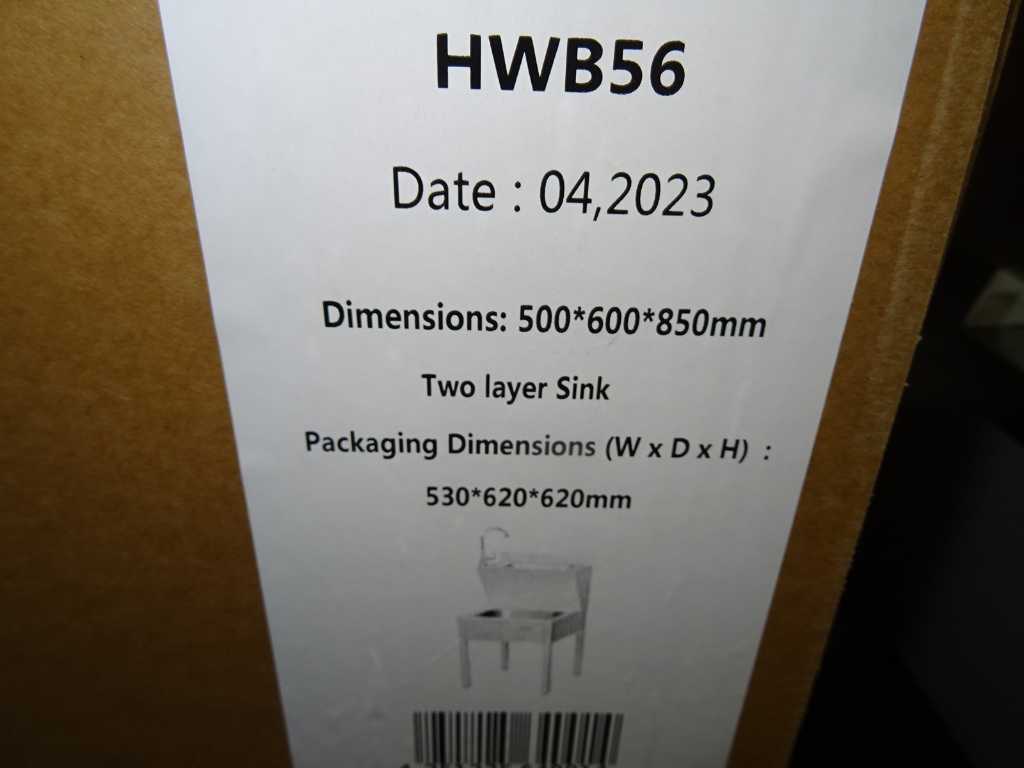 HWB56
Date : 04,2023
Dimensions: 500*600*850mm
Two layer Sink
Packaging Dimensions (W x D x H) :
530*620*620mm